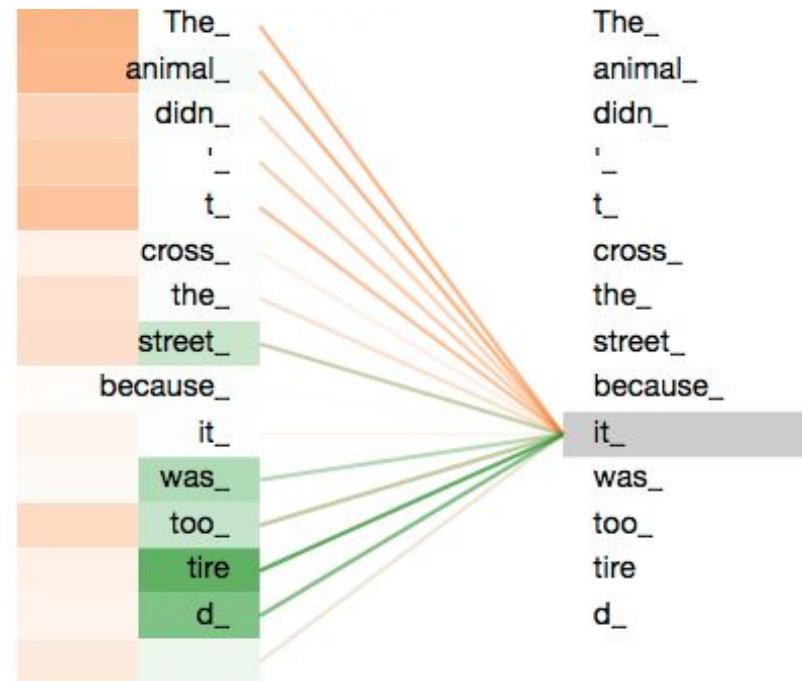 The_ The_
animal_ animal_
didn_ didn_
'_ '_
t_ t_
cross_ cross_
the_ the_
street_ street_
because_ because_
it_ it_
was_ was_
too_ too_
tire tire
d_ d_